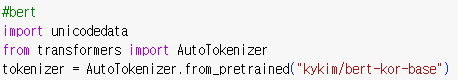 #bert
import unicodedata
from transformers import AutoTokenizer
tokenizer = AutoTokenizer.from_pretrained("kykim/bert-kor-base")